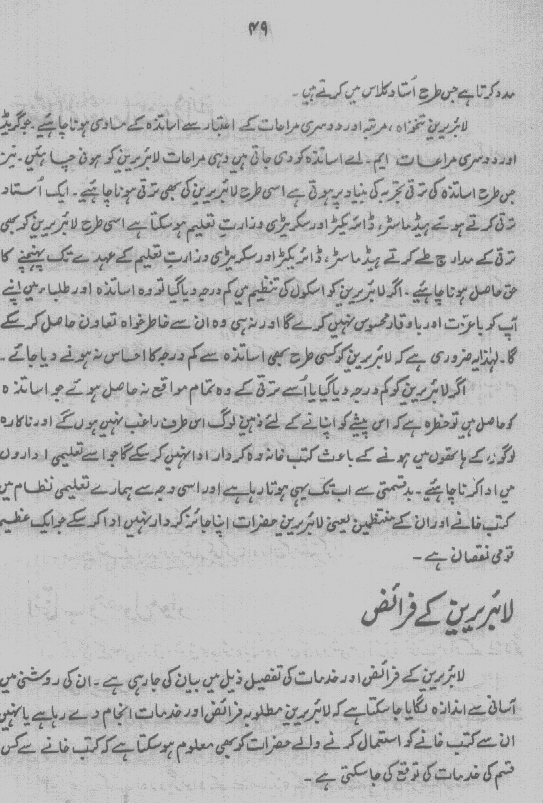 ۴۹
مدد کرتا ہے جس طرح اُستاد کلاس میں کرتے ہیں ۔
لائبریرین تنخواہ ، مرتبہ اور دوسری مراعات کے اعتبار سے اساتذہ کے مساوی ہونا چاہئے ۔ جو گریڈ
اور دوسری مراعات ایم ۔ اے اساتذہ کو دی جاتی ہیں وہی مراعات لائبریرین کو ہونی چاہئیں ۔ نیز
جس طرح اساتذہ کی ترقی تجربہ کی بنیاد پر ہوتی ہے اسی طرح لائبریرین کی بھی ترقی ہونا چاہئیے ۔ ایک اُستاد
ترقی کرتے ہوئے ہیڈ ماسٹر ، ڈائریکٹر اور سکریٹری وزارت تعلیم ہو سکتا ہے اسی طرح لائبریرین کو بھی
ترقی کے مدارج طے کرتے ہیڈ ماسٹر ، ڈائریکٹر اور سکریٹری وزارت تعلیم کے عہدے تک پہنچنے کا
حق حاصل ہونا چاہئے ۔ اگر لائبریرین کو اسکول کی تنظیم میں کم درجہ دیا گیا تو وہ اساتذہ اور طلباء میں اپنے
آپ کو باعزت اور باوقار محسوس نہیں کرے گا اور نہ ہی وہ ان سے خاطر خواہ تعاون حاصل کر سکے
گا ۔ لہٰذا یہ ضروری ہے کہ لائبریرین کو کسی طرح بھی اساتذہ سے کم درجہ کا احساس نہ ہونے دیا جائے ۔
اگر لائبریرین کو کم درجہ دیا گیا یا اُسے ترقی کے وہ تمام مواقع نہ حاصل ہوئے جو اساتذہ
کو حاصل ہیں تو خطرہ ہے کہ اس پیشے کو اپنانے کے لئے ذہین لوگ اس طرف راغب نہیں ہوں گے اور ناکارہ
لوگوں کے ہاتھوں میں ہونے کے باعث کتب خانہ وہ کردار ادا نہیں کر سکے گا جو اسے تعلیمی اداروں
میں ادا کرنا چاہئیے ۔ بدقسمتی سے اب تک یہی ہوتا رہا ہے اور اسی وجہ سے ہمارے تعلیمی نظام میں
کتب خانے اور ان کے منتظمین یعنی لائبریرین حضرات اپنا جائز کردار نہیں ادا کر سکے جو ایک عظیم
قومی نقصان ہے ۔
لائبریرین کے فرائض
لائبریرین کے فرائض اور خدمات کی تفصیل ذیل میں بیان کی جا رہی ہے ۔ ان کی روشنی میں
آسانی سے اندازہ لگایا جا سکتا ہے کہ لائبریرین مطلوبہ فرائض اور خدمات انجام دے رہا ہے یا نہیں
ان سے کتب خانے کو استعمال کرنے والے حضرات کو بھی معلوم ہو سکتا ہے کہ کتب خانے سے کس
قسم کی خدمات کی توقع کی جا سکتی ہے ۔